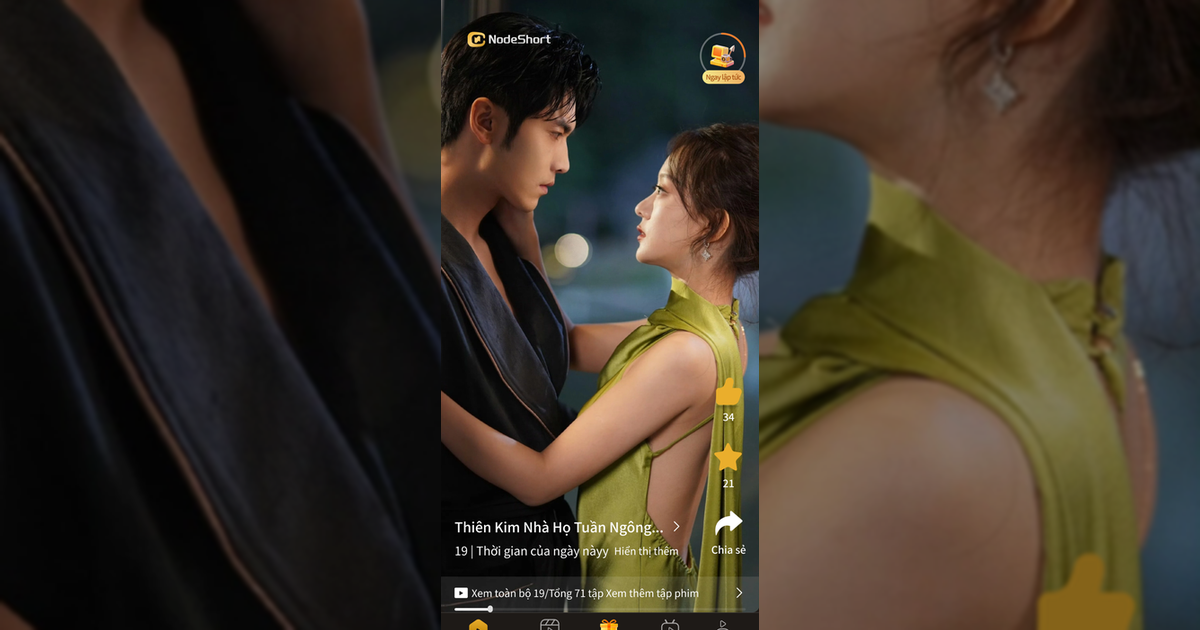 NodeShort
Ngay lập tức
34
21
Thiên Kim Nhà Họ Tuần Ngông...
19 | Thời gian của ngày nàyy Hiển thị thêm
Chia sẻ
Xem toàn bộ 19/Tổng 71 tập Xem thêm tập phim